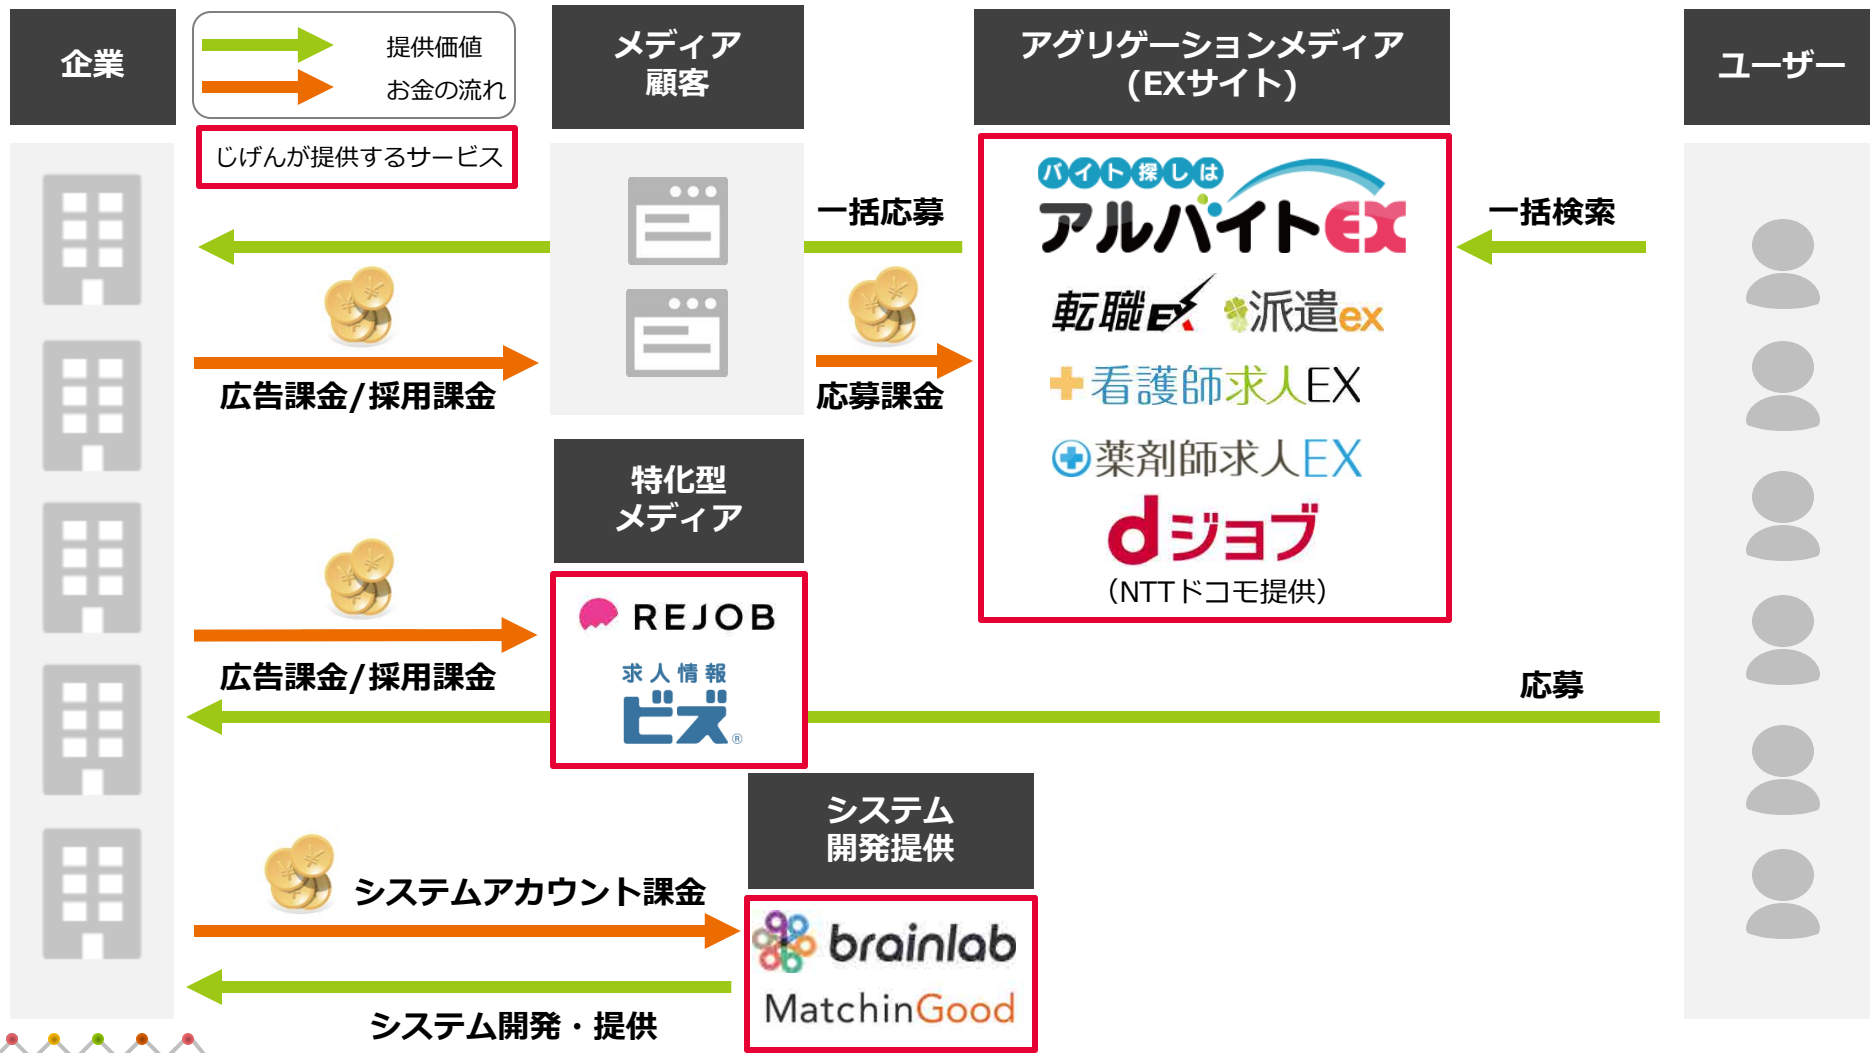 企業
提供価値
お金の流れ
じげんが提供するサービス
メディア
顧客
アグリゲーションメディア
(EXサイト)
ユーザー
バイト探しは
アルバイトEX
転職EX
派遣ex
看護師求人EX
薬剤師求人EX
dジョブ
（NTTドコモ提供）
一括応募
一括検索
広告課金/採用課金
応募課金
特化型
メディア
REJOB
求人情報
ビズ®
広告課金/採用課金
応募
システム
開発提供
システムアカウント課金
brainlab
MatchinGood
システム開発・提供